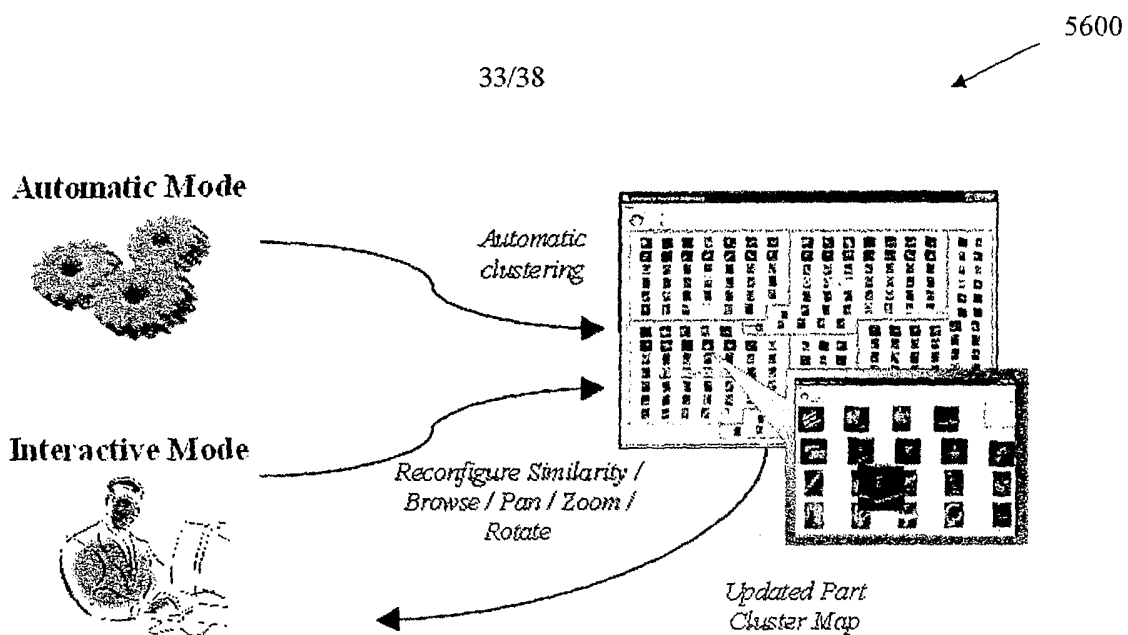 5600
33/38
Automatic Mode
Automatic
clustering
Interactive Mode
Reconfigure Similarity /
Browse / Pan / Zoom /
Rotate
Updated Part
Cluster Map